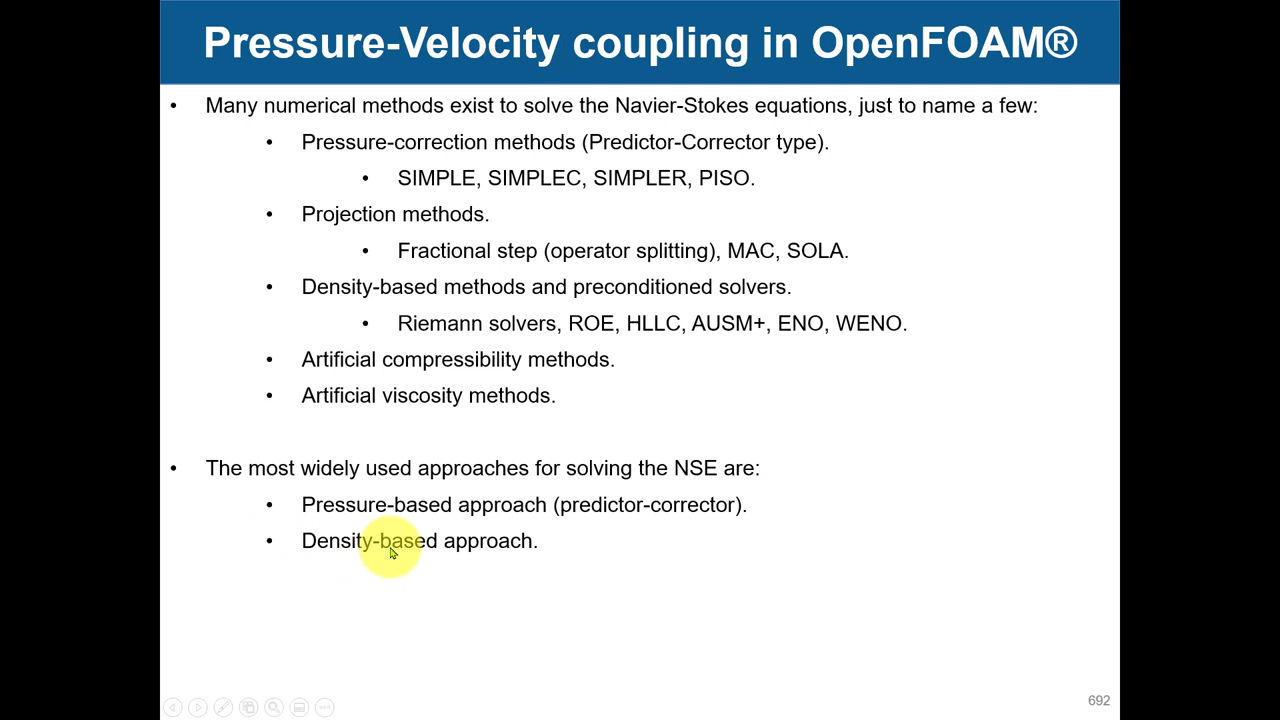 Pressure-Velocity coupling in OpenFOAM®
• Many numerical methods exist to solve the Navier-Stokes equations, just to name a few:
• Pressure-correction methods (Predictor-Corrector type).
• SIMPLE, SIMPLEC, SIMPLER, PISO.
• Projection methods.
• Fractional step (operator splitting), MAC, SOLA.
• Density-based methods and preconditioned solvers.
• Riemann solvers, ROE, HLLC, AUSM+, ENO, WENO.
• Artificial compressibility methods.
• Artificial viscosity methods.
• The most widely used approaches for solving the NSE are:
• Pressure-based approach (predictor-corrector).
• Density-based approach.
692